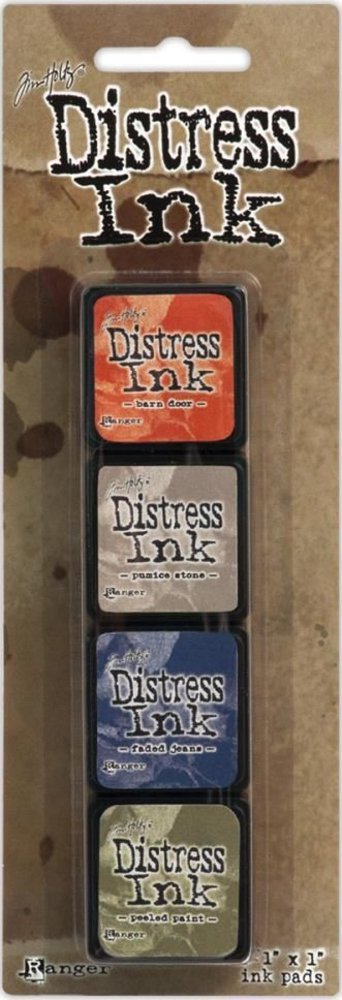 Tim Holtz
Distress
Ink
Tim Holtz
Distress
Ink
– barn door –
Ranger
Tim Holtz
Distress
Ink
– pumice stone –
Ranger
Tim Holtz
Distress
Ink
– faded jeans –
Ranger
Tim Holtz
Distress
Ink
– peeled paint –
Ranger
Ranger
1" x 1"
ink pads